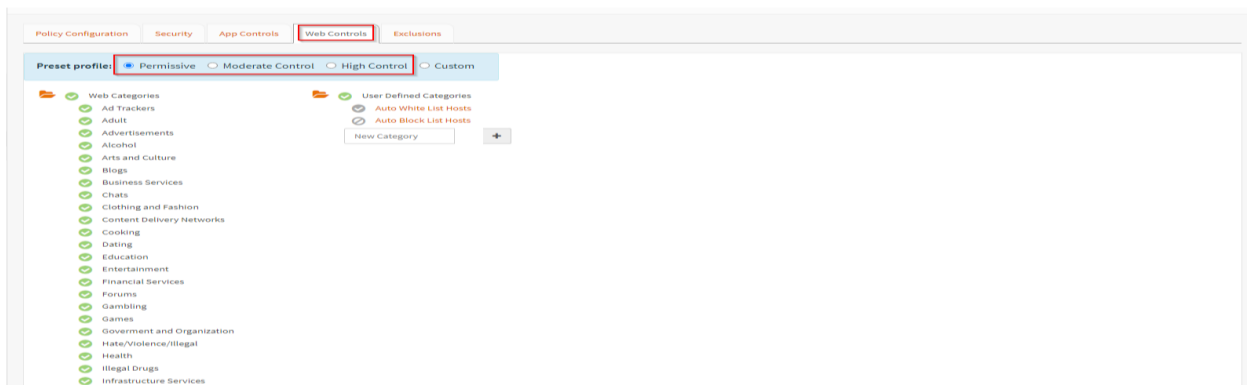 Policy Configuration Security App Controls Web Controls Exclusions
Preset profile: Permissive Moderate Control High Control Custom
Web Categories
Ad Trackers
Adult
Advertisements
Alcohol
Arts and Culture
Blogs
Business Services
Chats
Clothing and Fashion
Content Delivery Networks
Cooking
Dating
Education
Entertainment
Financial Services
Forums
Gambling
Games
Goverment and Organization
Hate/Violence/Illegal
Health
Illegal Drugs
Infrastructure Services
User Defined Categories
Auto White List Hosts
Auto Block List Hosts
New Category +